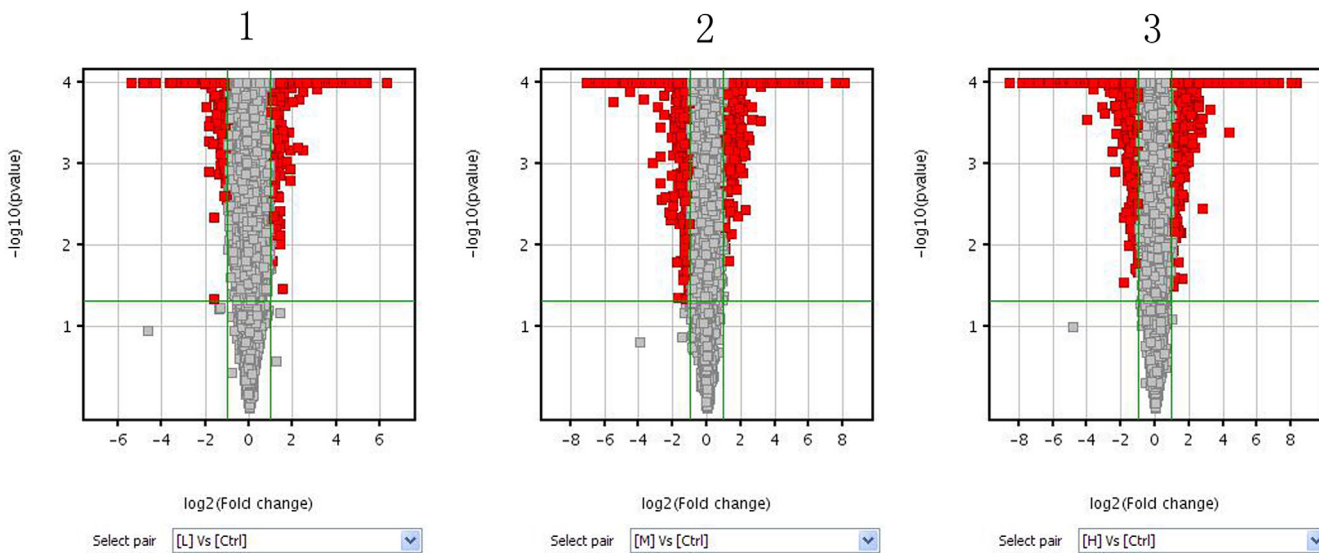 1
2
3
4
3
2
1
-log10(pvalue)
-6 -4 -2 0 2 4 6
log2(Fold change)
Select pair [L] Vs [Ctrl]
4
3
2
1
-log10(pvalue)
-8 -6 -4 -2 0 2 4 6 8
log2(Fold change)
Select pair [M] Vs [Ctrl]
4
3
2
1
-log10(pvalue)
-8 -6 -4 -2 0 2 4 6 8
log2(Fold change)
Select pair [H] Vs [Ctrl]